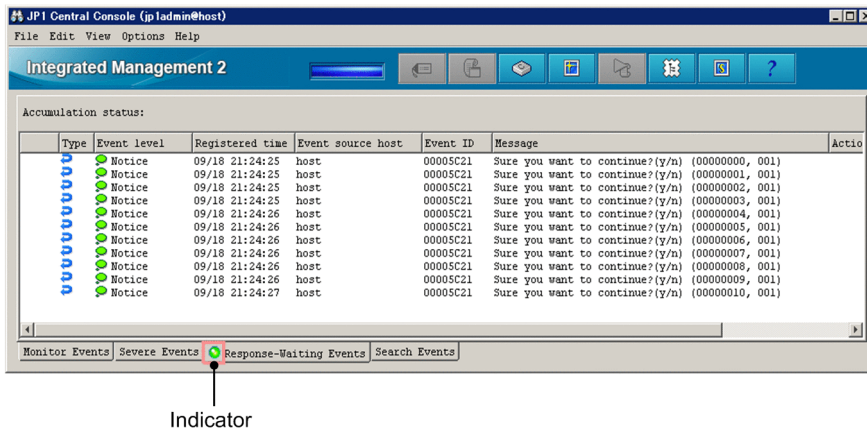 JP1 Central Console (jp1admin@host)
File Edit View Options Help
Integrated Management 2
?
Accumulation status:
Type Event level Registered time Event source host Event ID Message Actio
Notice 09/18 21:24:25 host 00005C21 Sure you want to continue?(y/n) (00000000, 001)
Notice 09/18 21:24:25 host 00005C21 Sure you want to continue?(y/n) (00000001, 001)
Notice 09/18 21:24:25 host 00005C21 Sure you want to continue?(y/n) (00000002, 001)
Notice 09/18 21:24:25 host 00005C21 Sure you want to continue?(y/n) (00000003, 001)
Notice 09/18 21:24:26 host 00005C21 Sure you want to continue?(y/n) (00000004, 001)
Notice 09/18 21:24:26 host 00005C21 Sure you want to continue?(y/n) (00000005, 001)
Notice 09/18 21:24:26 host 00005C21 Sure you want to continue?(y/n) (00000006, 001)
Notice 09/18 21:24:26 host 00005C21 Sure you want to continue?(y/n) (00000007, 001)
Notice 09/18 21:24:26 host 00005C21 Sure you want to continue?(y/n) (00000008, 001)
Notice 09/18 21:24:26 host 00005C21 Sure you want to continue?(y/n) (00000009, 001)
Notice 09/18 21:24:27 host 00005C21 Sure you want to continue?(y/n) (00000010, 001)
Monitor Events Severe Events Response-Waiting Events Search Events
Indicator